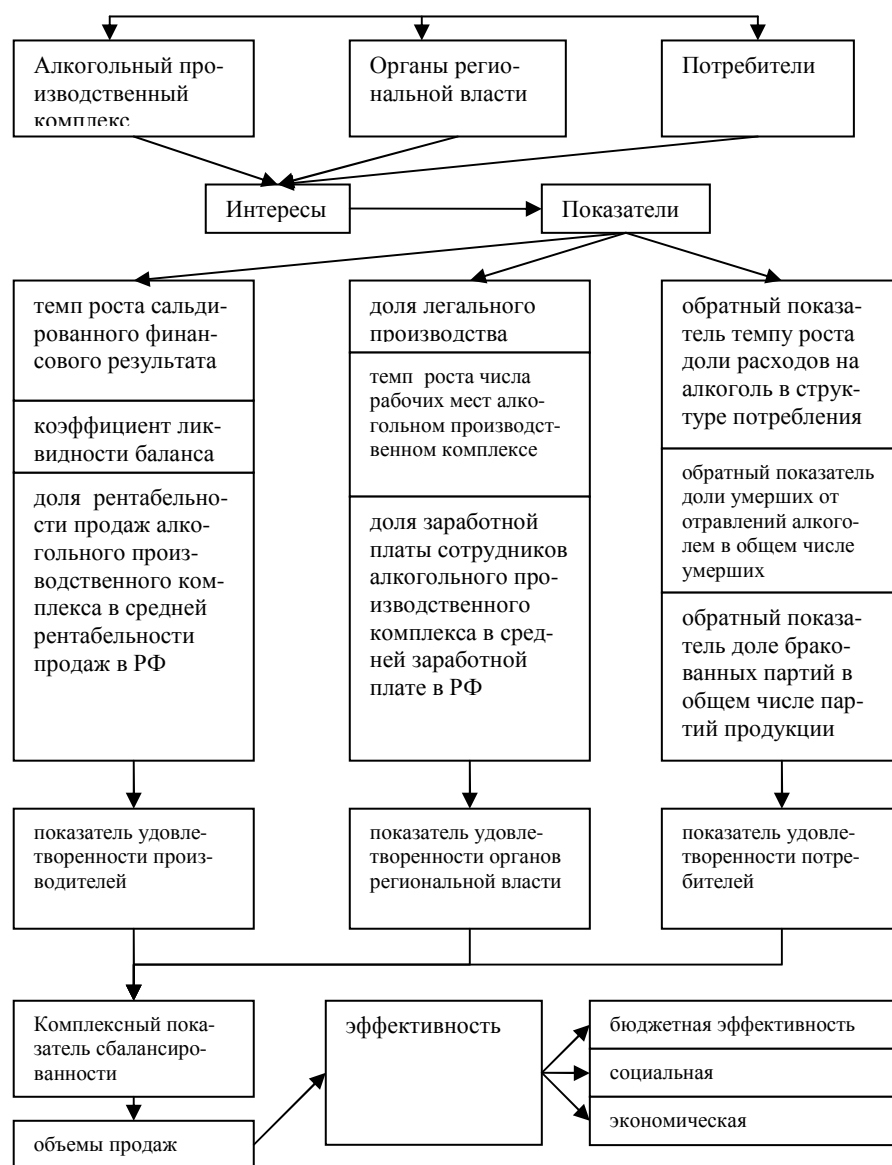 Алкогольный про-
изводственный
комплекс
Органы регио-
нальной власти
Потребители
Интересы
Показатели
темп роста сальди-
рованного финан-
сового результата
коэффициент лик-
видности баланса
доля рентабельно-
сти продаж алко-
гольного произ-
водственного ком-
плекса в средней
рентабельности
продаж в РФ
доля легального
производства
темп роста числа
рабочих мест алко-
гольном производст-
венном комплексе
доля заработной
платы сотрудников
алкогольного про-
изводственного
комплекса в сред-
ней заработной
плате в РФ
обратный показа-
тель темпу роста
доли расходов на
алкоголь в струк-
туре потребления
обратный показатель
доли умерших от
отравлений алкого-
лем в общем числе
умерших
обратный показа-
тель доле брако-
ванных партий в
общем числе пар-
тий продукции
показатель удовле-
творенности произ-
водителей
показатель удовле-
творенности органов
региональной власти
показатель удовле-
творенности потре-
бителей
Комплексный пока-
затель сбалансиро-
ванности
объемы продаж
эффективность
бюджетная эффективность
социальная
экономическая